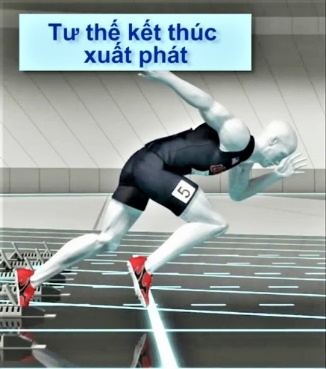 Tư thế kết thúc
xuất phát
5